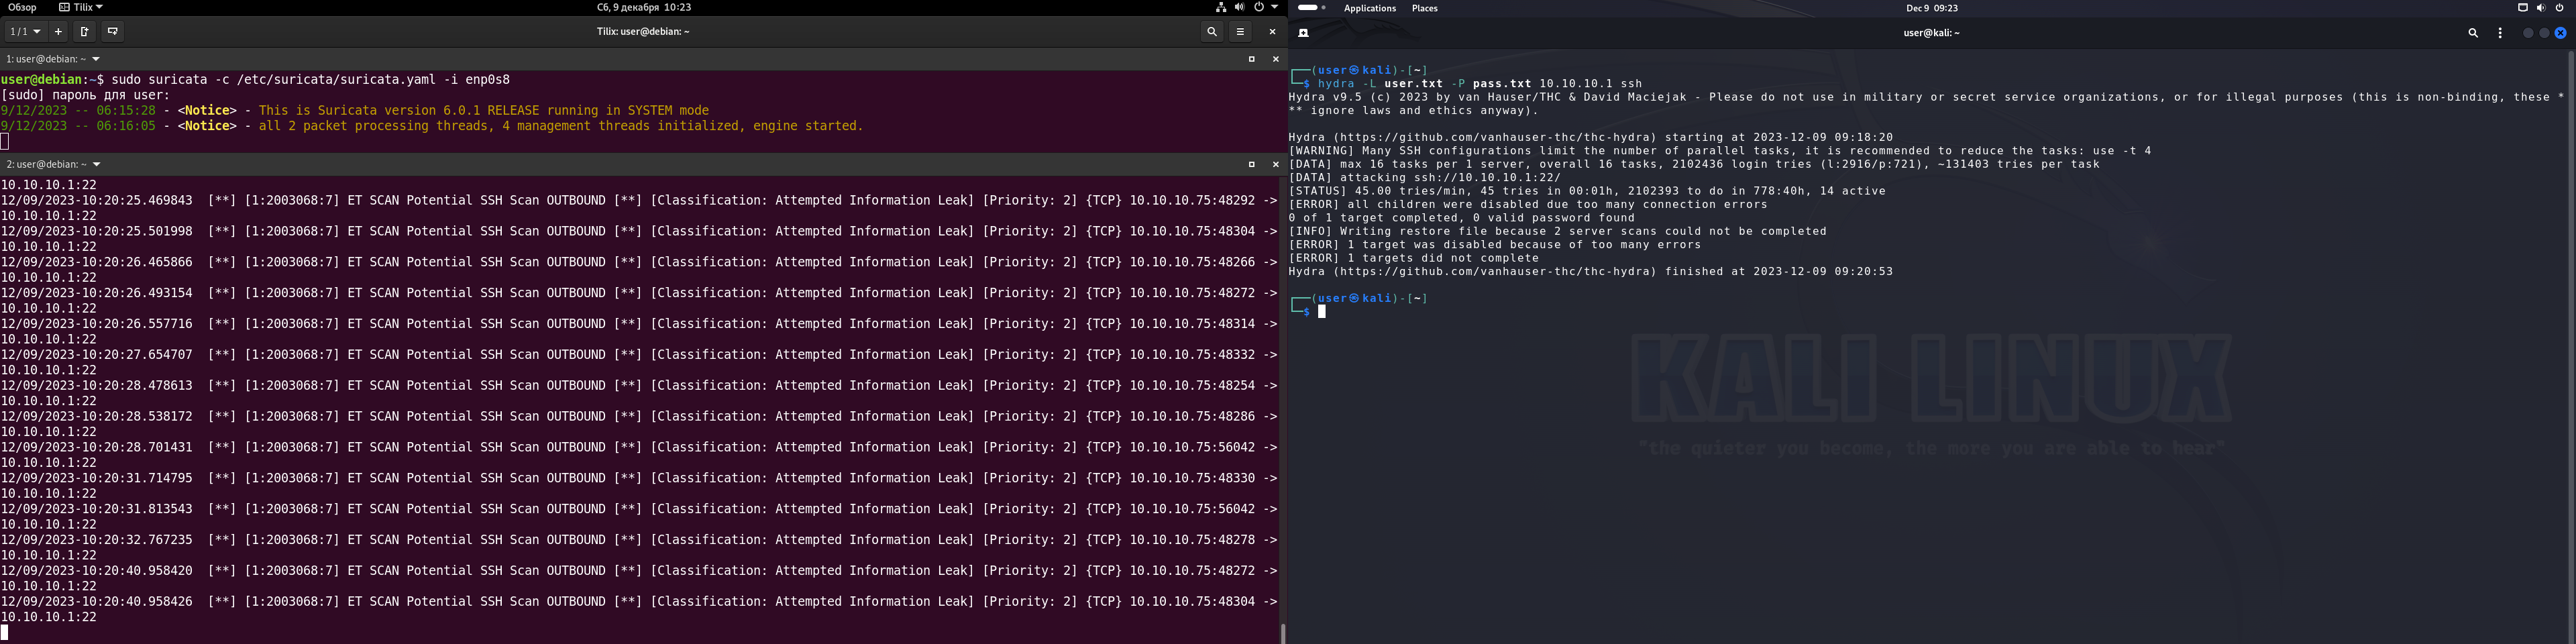 Обзор Tilix Сб, 9 декабря 10:23
1 / 1 Tilix: user@debian: ~
1: user@debian: ~
user@debian:~$ sudo suricata -c /etc/suricata/suricata.yaml -i enp0s8
[sudo] пароль для user:
9/12/2023 -- 06:15:28 - <Notice> - This is Suricata version 6.0.1 RELEASE running in SYSTEM mode
9/12/2023 -- 06:16:05 - <Notice> - all 2 packet processing threads, 4 management threads initialized, engine started.
2: user@debian: ~
10.10.10.1:22
12/09/2023-10:20:25.469843 [**] [1:2003068:7] ET SCAN Potential SSH Scan OUTBOUND [**] [Classification: Attempted Information Leak] [Priority: 2] {TCP} 10.10.10.75:48292 ->
10.10.10.1:22
12/09/2023-10:20:25.501998 [**] [1:2003068:7] ET SCAN Potential SSH Scan OUTBOUND [**] [Classification: Attempted Information Leak] [Priority: 2] {TCP} 10.10.10.75:48304 ->
10.10.10.1:22
12/09/2023-10:20:26.465866 [**] [1:2003068:7] ET SCAN Potential SSH Scan OUTBOUND [**] [Classification: Attempted Information Leak] [Priority: 2] {TCP} 10.10.10.75:48266 ->
10.10.10.1:22
12/09/2023-10:20:26.493154 [**] [1:2003068:7] ET SCAN Potential SSH Scan OUTBOUND [**] [Classification: Attempted Information Leak] [Priority: 2] {TCP} 10.10.10.75:48272 ->
10.10.10.1:22
12/09/2023-10:20:26.557716 [**] [1:2003068:7] ET SCAN Potential SSH Scan OUTBOUND [**] [Classification: Attempted Information Leak] [Priority: 2] {TCP} 10.10.10.75:48314 ->
10.10.10.1:22
12/09/2023-10:20:27.654707 [**] [1:2003068:7] ET SCAN Potential SSH Scan OUTBOUND [**] [Classification: Attempted Information Leak] [Priority: 2] {TCP} 10.10.10.75:48332 ->
10.10.10.1:22
12/09/2023-10:20:28.478613 [**] [1:2003068:7] ET SCAN Potential SSH Scan OUTBOUND [**] [Classification: Attempted Information Leak] [Priority: 2] {TCP} 10.10.10.75:48254 ->
10.10.10.1:22
12/09/2023-10:20:28.538172 [**] [1:2003068:7] ET SCAN Potential SSH Scan OUTBOUND [**] [Classification: Attempted Information Leak] [Priority: 2] {TCP} 10.10.10.75:48286 ->
10.10.10.1:22
12/09/2023-10:20:28.701431 [**] [1:2003068:7] ET SCAN Potential SSH Scan OUTBOUND [**] [Classification: Attempted Information Leak] [Priority: 2] {TCP} 10.10.10.75:56042 ->
10.10.10.1:22
12/09/2023-10:20:31.714795 [**] [1:2003068:7] ET SCAN Potential SSH Scan OUTBOUND [**] [Classification: Attempted Information Leak] [Priority: 2] {TCP} 10.10.10.75:48330 ->
10.10.10.1:22
12/09/2023-10:20:31.813543 [**] [1:2003068:7] ET SCAN Potential SSH Scan OUTBOUND [**] [Classification: Attempted Information Leak] [Priority: 2] {TCP} 10.10.10.75:56042 ->
10.10.10.1:22
12/09/2023-10:20:32.767235 [**] [1:2003068:7] ET SCAN Potential SSH Scan OUTBOUND [**] [Classification: Attempted Information Leak] [Priority: 2] {TCP} 10.10.10.75:48278 ->
10.10.10.1:22
12/09/2023-10:20:40.958420 [**] [1:2003068:7] ET SCAN Potential SSH Scan OUTBOUND [**] [Classification: Attempted Information Leak] [Priority: 2] {TCP} 10.10.10.75:48272 ->
10.10.10.1:22
12/09/2023-10:20:40.958426 [**] [1:2003068:7] ET SCAN Potential SSH Scan OUTBOUND [**] [Classification: Attempted Information Leak] [Priority: 2] {TCP} 10.10.10.75:48304 ->
10.10.10.1:22
Applications Places Dec 9 09:23
user@kali: ~
(user㉿kali)-[~]
$ hydra -L user.txt -P pass.txt 10.10.10.1 ssh
Hydra v9.5 (c) 2023 by van Hauser/THC & David Maciejak - Please do not use in military or secret service organizations, or for illegal purposes (this is non-binding, these *
** ignore laws and ethics anyway).
Hydra (https://github.com/vanhauser-thc/thc-hydra) starting at 2023-12-09 09:18:20
[WARNING] Many SSH configurations limit the number of parallel tasks, it is recommended to reduce the tasks: use -t 4
[DATA] max 16 tasks per 1 server, overall 16 tasks, 2102436 login tries (l:2916/p:721), ~131403 tries per task
[DATA] attacking ssh://10.10.10.1:22/
[STATUS] 45.00 tries/min, 45 tries in 00:01h, 2102393 to do in 778:40h, 14 active
[ERROR] all children were disabled due too many connection errors
0 of 1 target completed, 0 valid password found
[INFO] Writing restore file because 2 server scans could not be completed
[ERROR] 1 target was disabled because of too many errors
[ERROR] 1 targets did not complete
Hydra (https://github.com/vanhauser-thc/thc-hydra) finished at 2023-12-09 09:20:53
(user㉿kali)-[~]
$
KALI LINUX
"the quieter you become, the more you are able to hear"